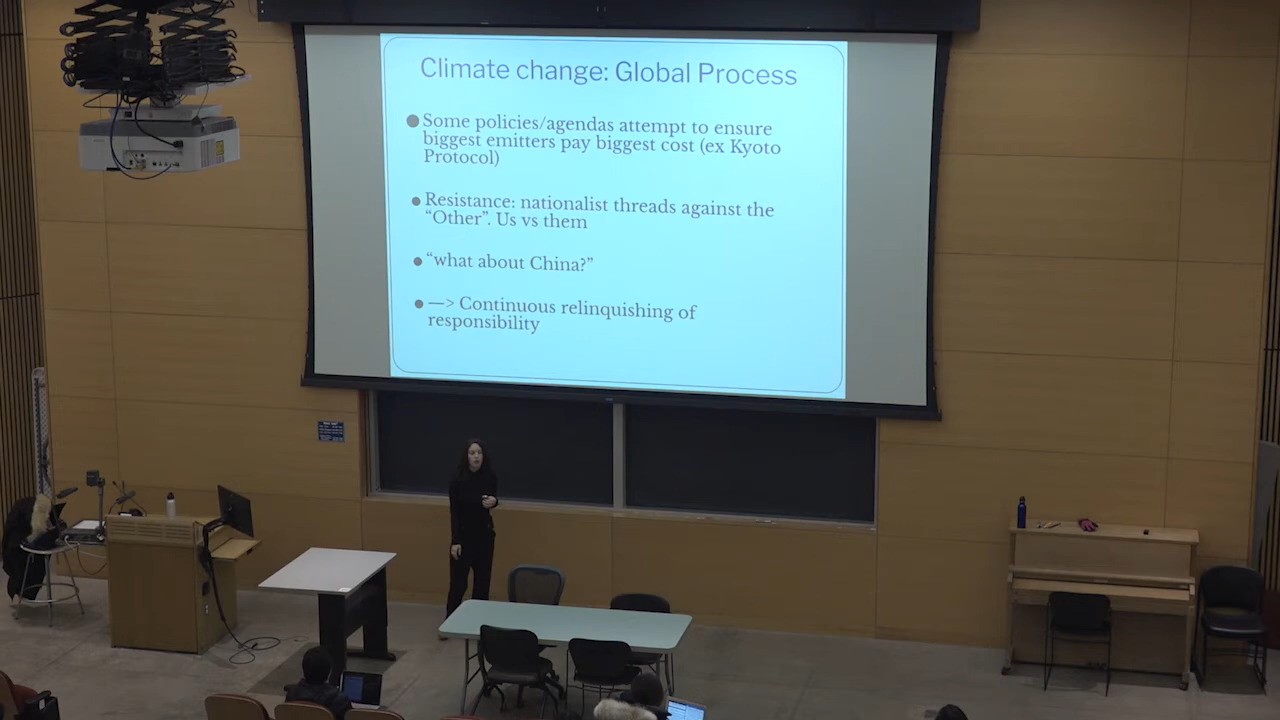 Climate change: Global Process
Some policies/agendas attempt to ensure
biggest emitters pay biggest cost (ex Kyoto
Protocol)
Resistance: nationalist threads against the
“Other”. Us vs them
“what about China?”
—> Continuous relinquishing of
responsibility